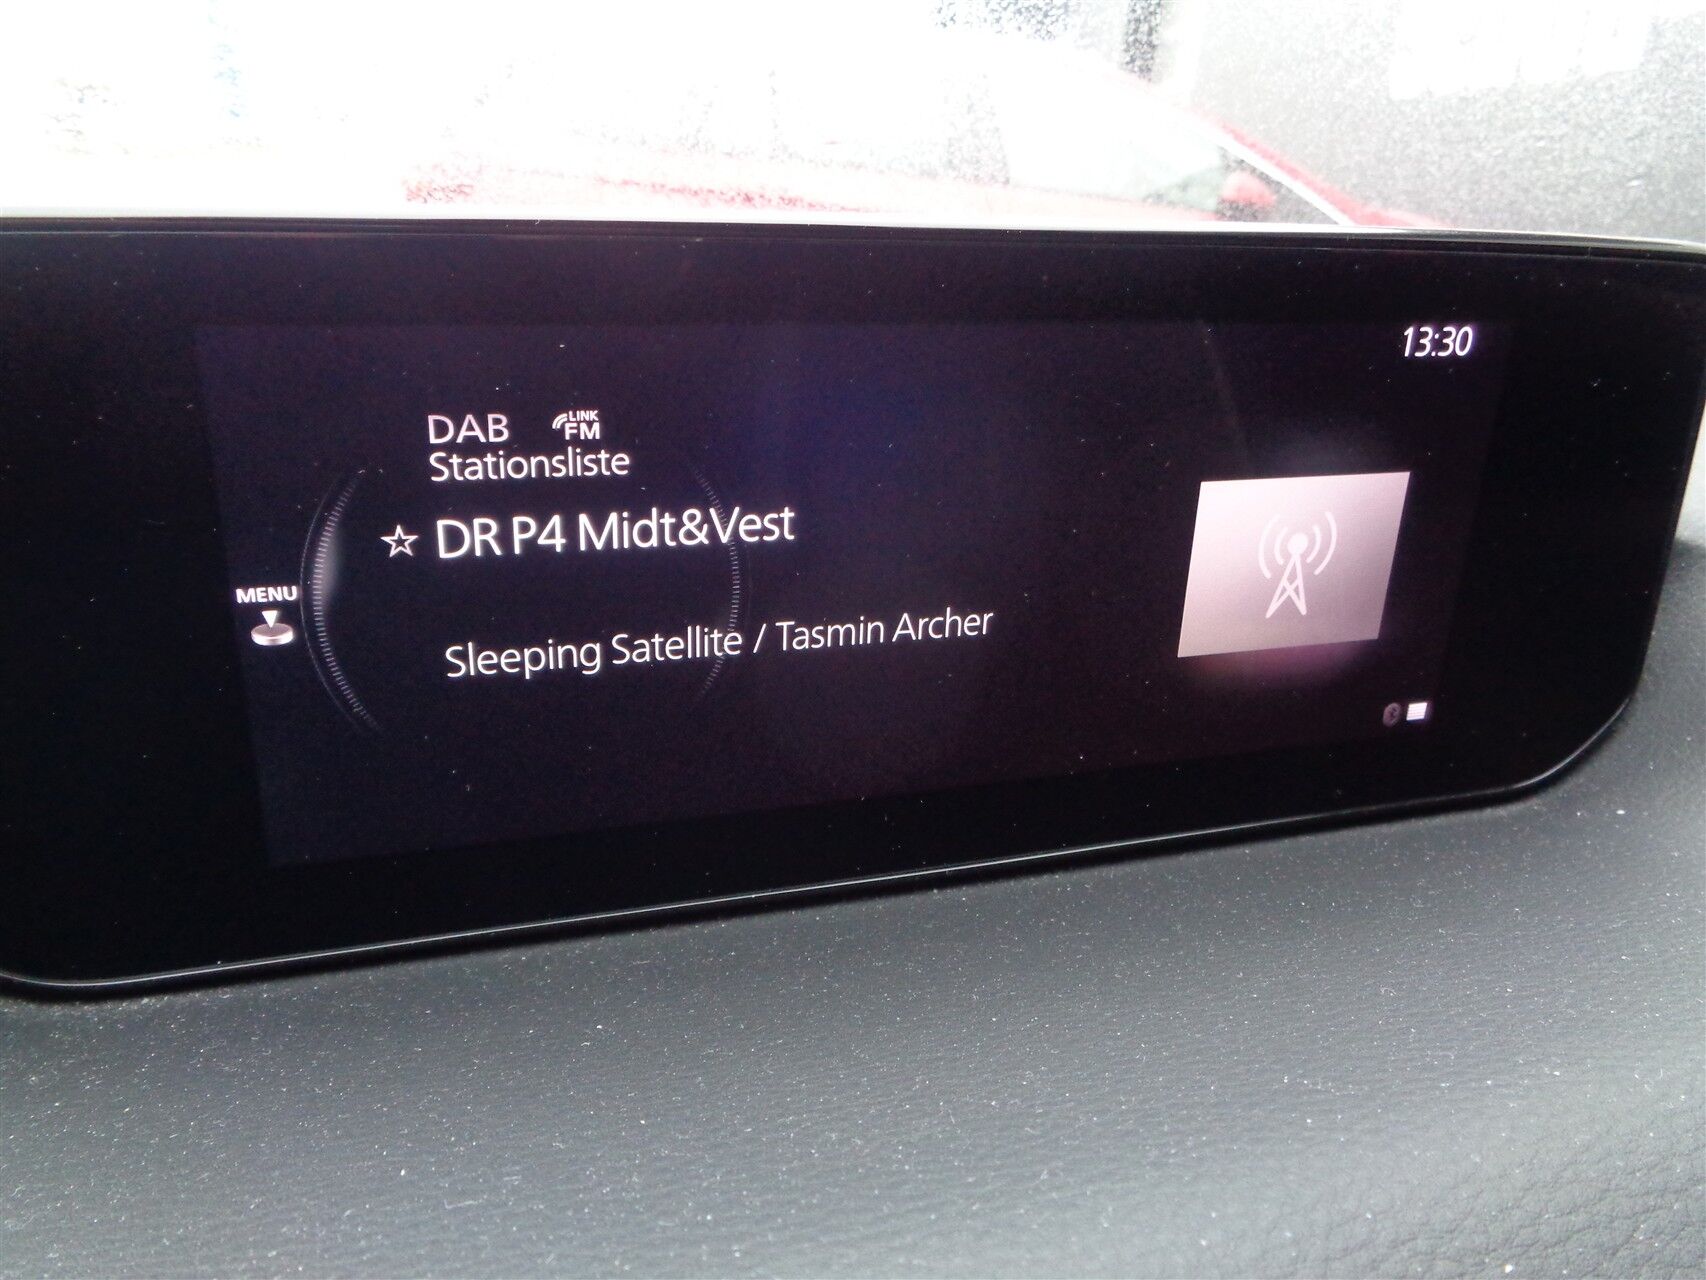 13:30
DAB LINK FM
Stationsliste
☆ DR P4 Midt&Vest
MENU
Sleeping Satellite / Tasmin Archer